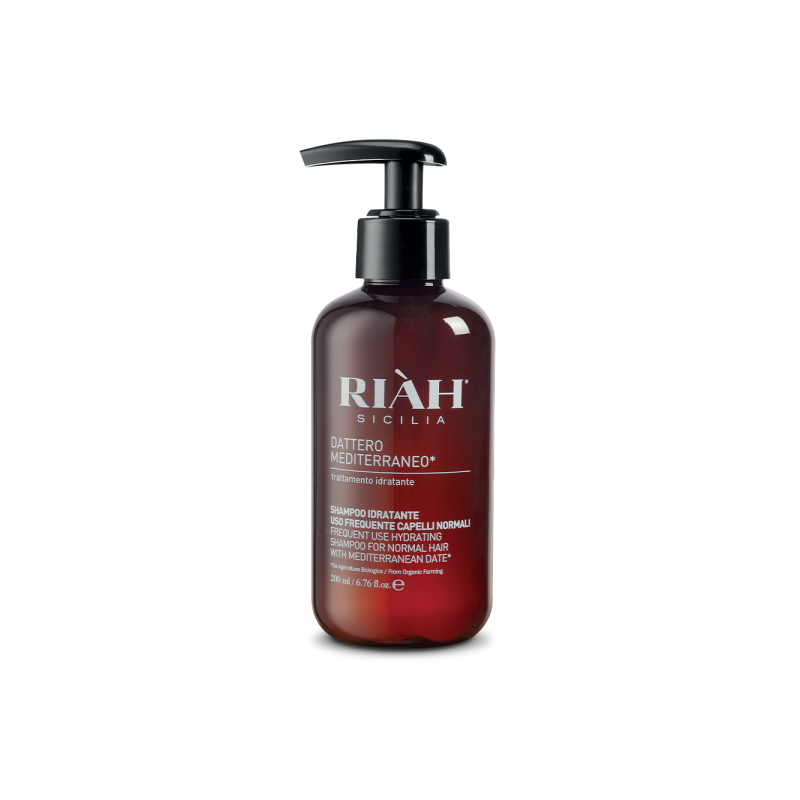 RIÀH®
SICILIA
DATTERO
MEDITERRANEO*
trattamento idratante
SHAMPOO IDRATANTE
USO FREQUENTE CAPELLI NORMALI
FREQUENT USE HYDRATING
SHAMPOO FOR NORMAL HAIR
WITH MEDITERRANEAN DATE*
*Da Agricoltura Biologica / From Organic Farming
200 ml / 6.76 fl.oz. ℮